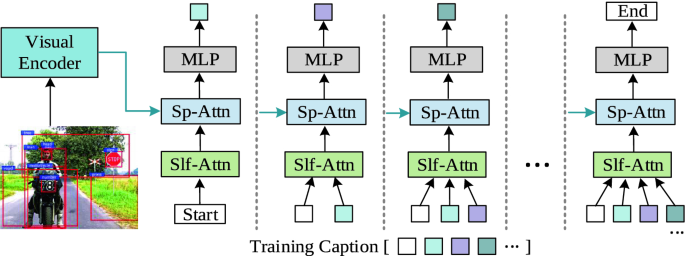 Visual
Encoder
MLP
Sp-Attn
Slf-Attn
Start
MLP
Sp-Attn
Slf-Attn
MLP
Sp-Attn
Slf-Attn
...
End
MLP
Sp-Attn
Slf-Attn
...
STOP
Training Caption [ ... ]